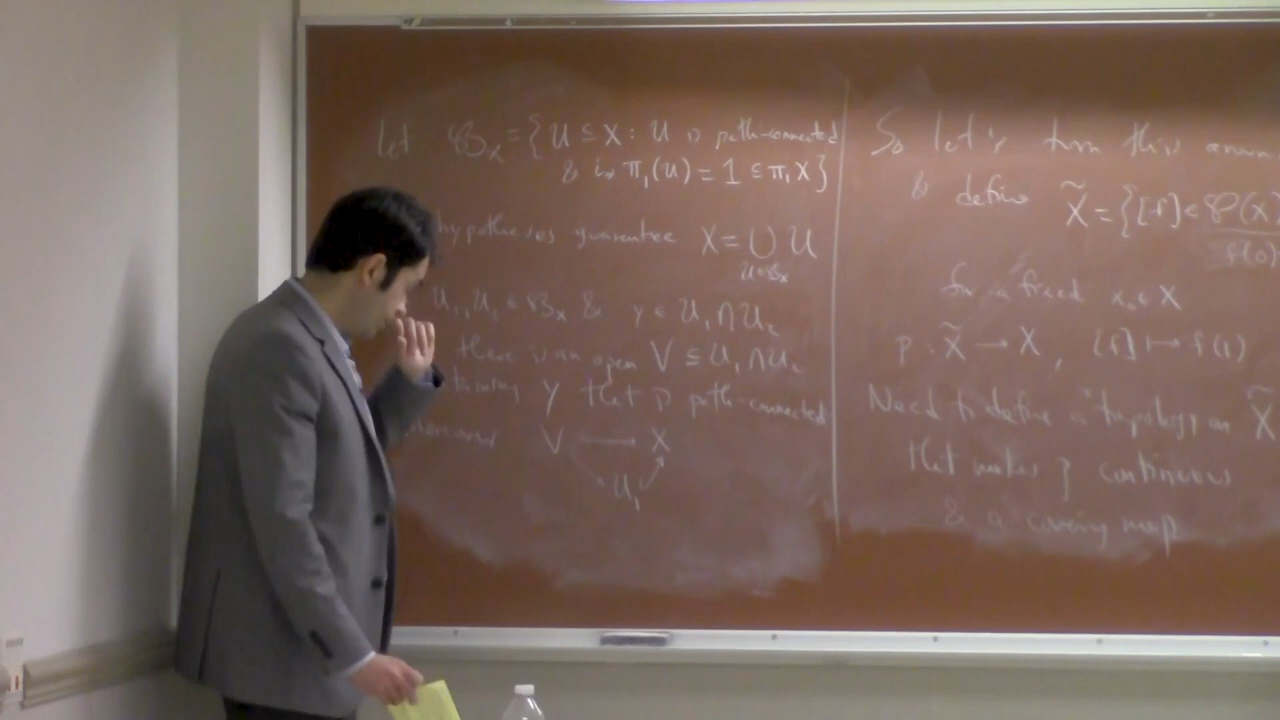 Let ℬ_X = { U ⊆ X : U is path-connected
& i_* π₁(U) = 1 ⊆ π₁X }
hypotheses guarantee X = ⋃ U
U∈ℬ_X
U₁, U₂ ∈ ℬ_X & y ∈ U₁ ∩ U₂
there is an open V ⊆ U₁ ∩ U₂
y that is path-connected
V → X
U₁
So let's turn this around
& define X̃ = { [f] ∈ 𝒫(X)
f(0)
for a fixed x₀ ∈ X
p : X̃ → X, [f] ↦ f(1)
Need to define a topology on X̃
that makes p continuous
& a covering map